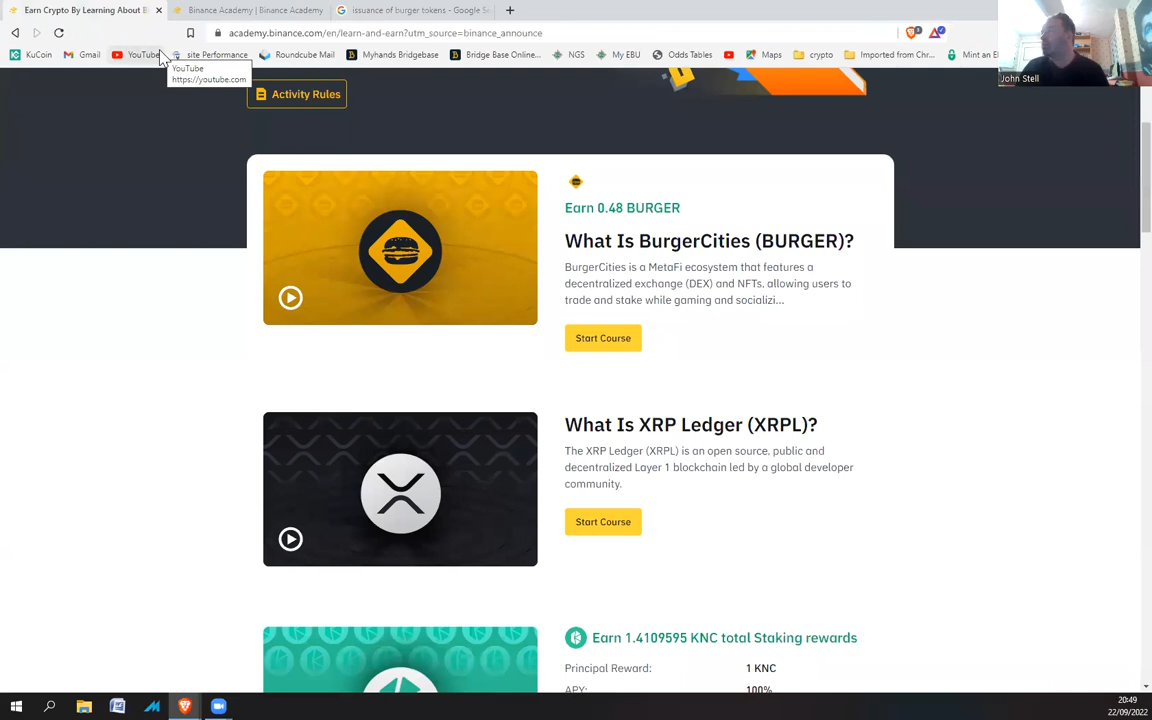 Earn Crypto By Learning About B
Binance Academy | Binance Academy
issuance of burger tokens - Google Se
academy.binance.com/en/learn-and-earn?utm_source=binance_announce
KuCoin
Gmail
YouTube
site Performance
Roundcube Mail
Myhands Bridgebase
Bridge Base Online...
NGS
My EBU
Odds Tables
Maps
crypto
Imported from Chr...
Mint an E
YouTube
https://youtube.com
John Stell
Activity Rules
Earn 0.48 BURGER
What Is BurgerCities (BURGER)?
BurgerCities is a MetaFi ecosystem that features a
decentralized exchange (DEX) and NFTs, allowing users to
trade and stake while gaming and socializi...
Start Course
What Is XRP Ledger (XRPL)?
The XRP Ledger (XRPL) is an open source, public and
decentralized Layer 1 blockchain led by a global developer
community.
Start Course
Earn 1.4109595 KNC total Staking rewards
Principal Reward: 1 KNC
APY: 100%
20:49
22/09/2022